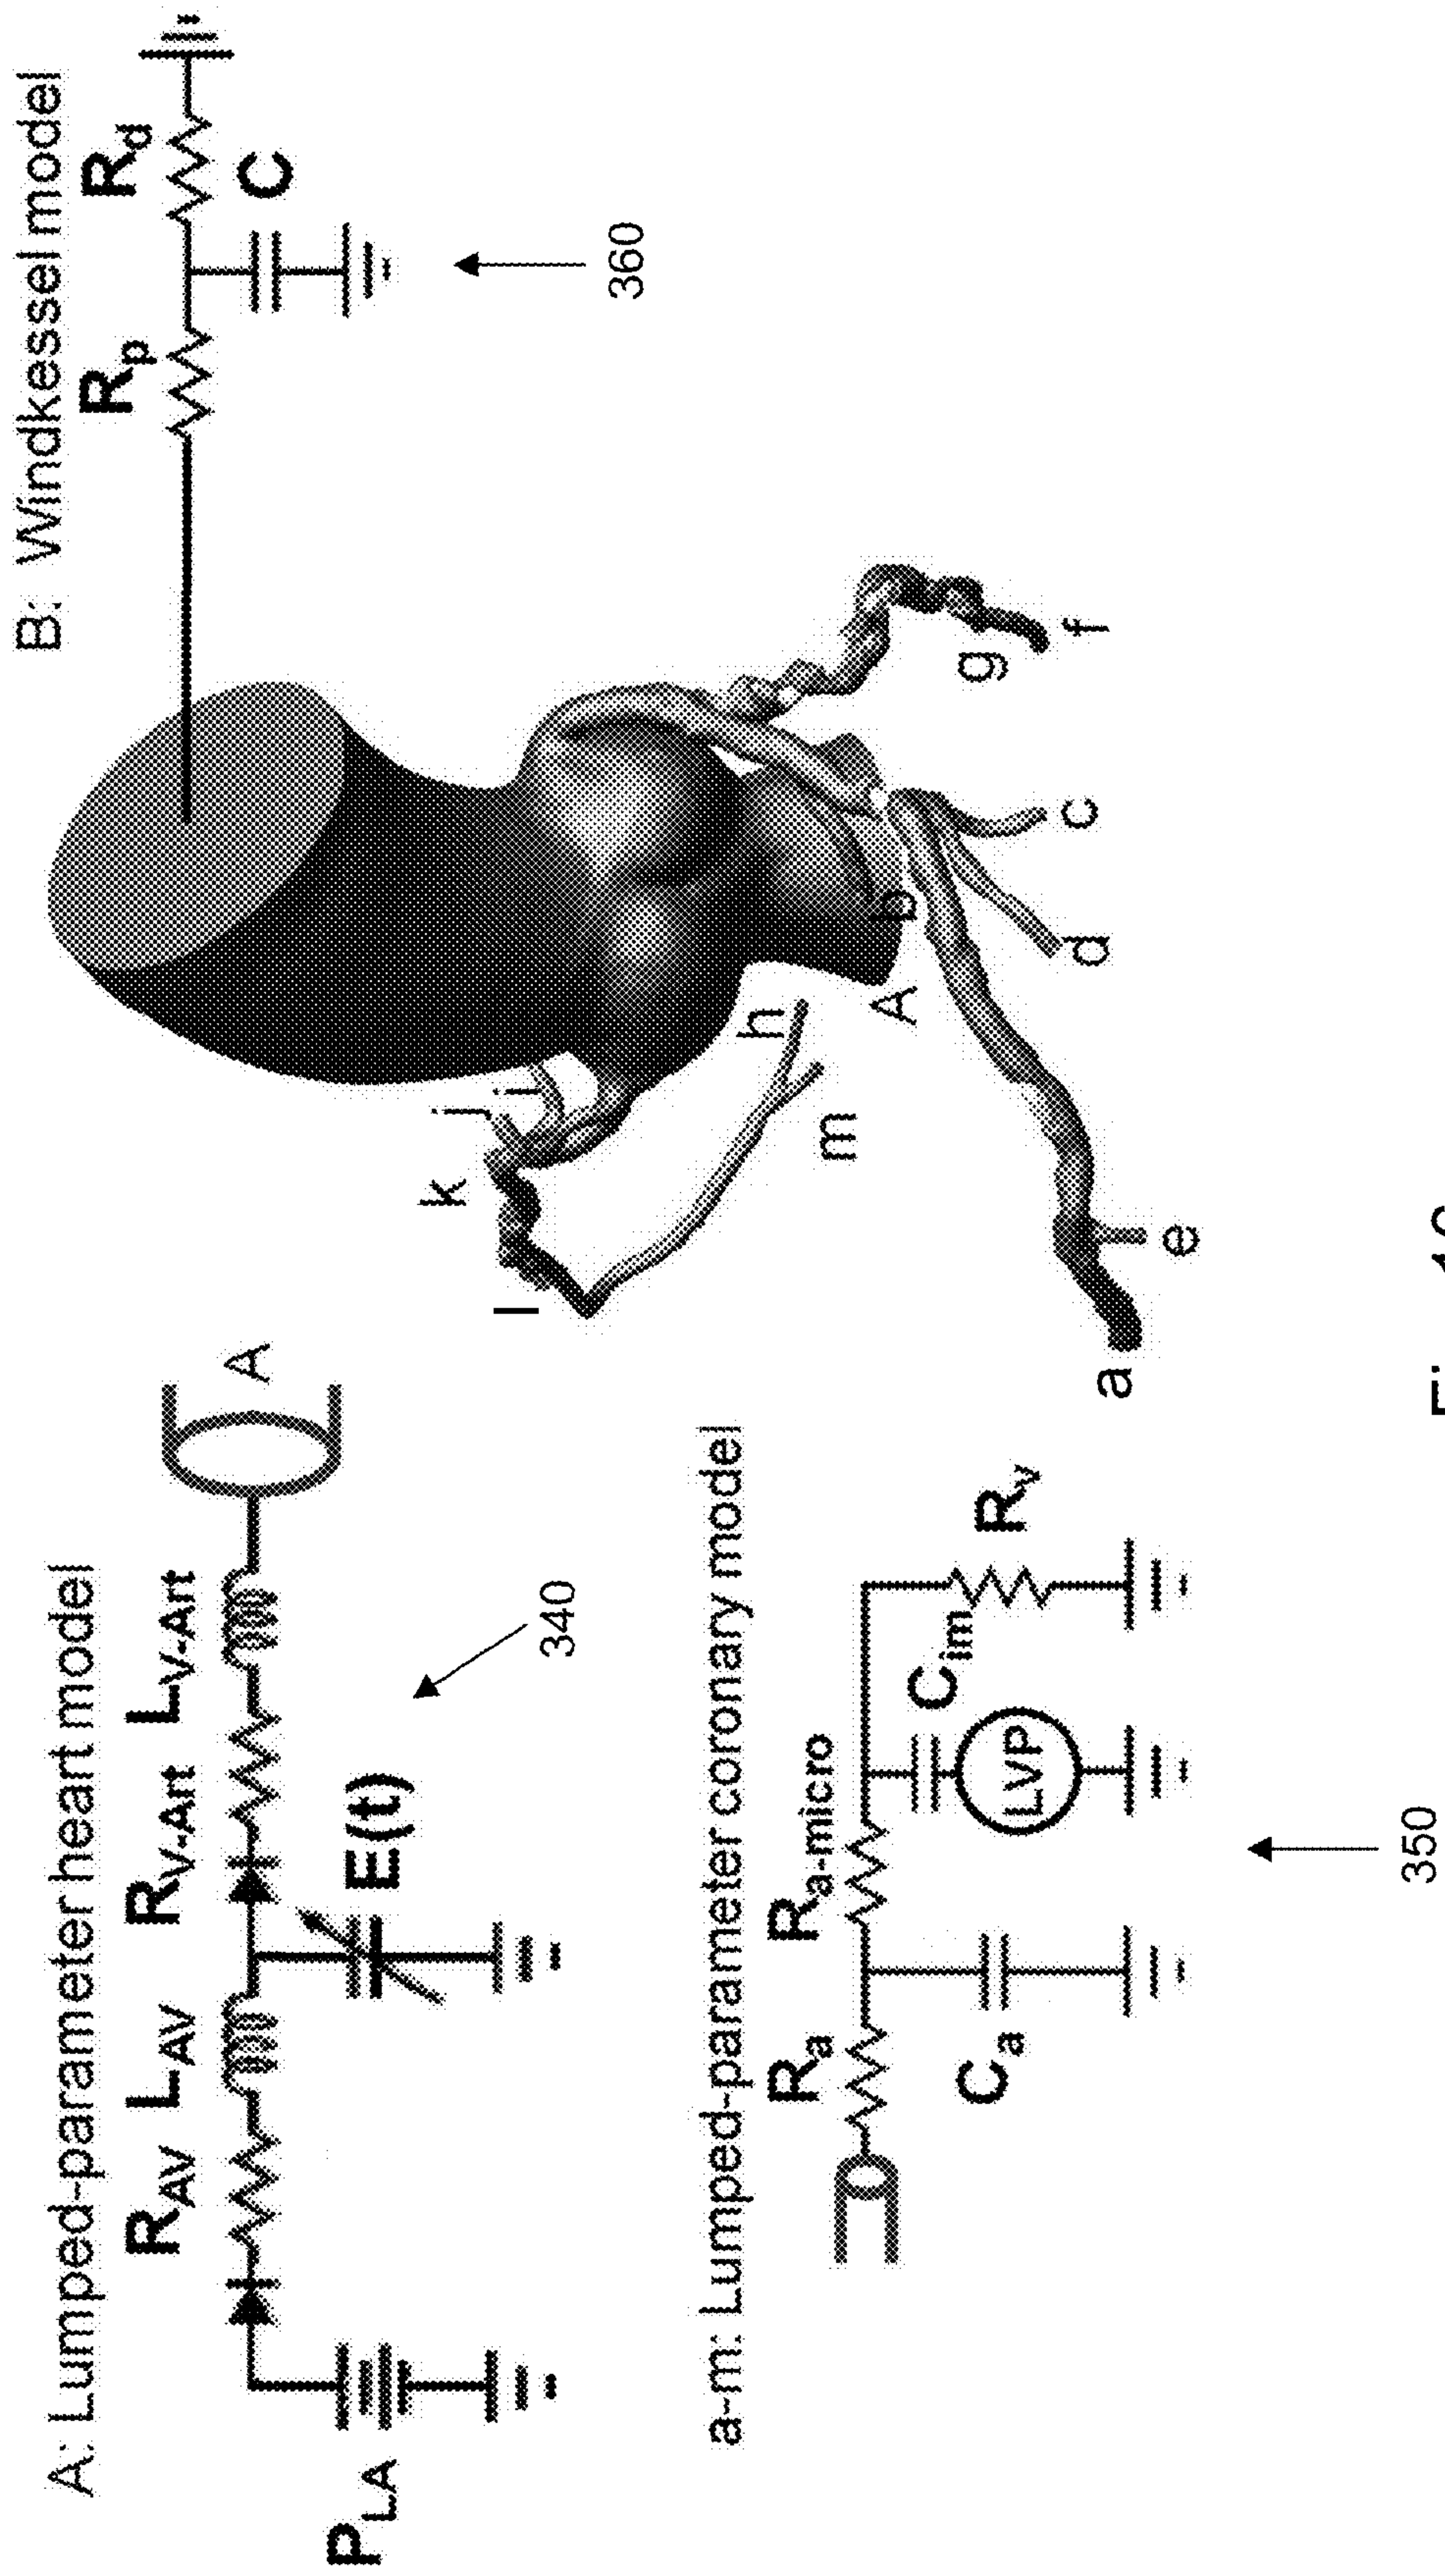 A: Lumped-parameter heart model
R_AV L_AV R_V-Art L_V-Art
A
P_LA
E(t)
340
B: Windkessel model
R_p R_d
C
360
j i
k
l
h
m
A
b
g
f
c
d
e
a
a-m: Lumped-parameter coronary model
R_a R_a-micro
C_a
C_im
LVP
R_v
350